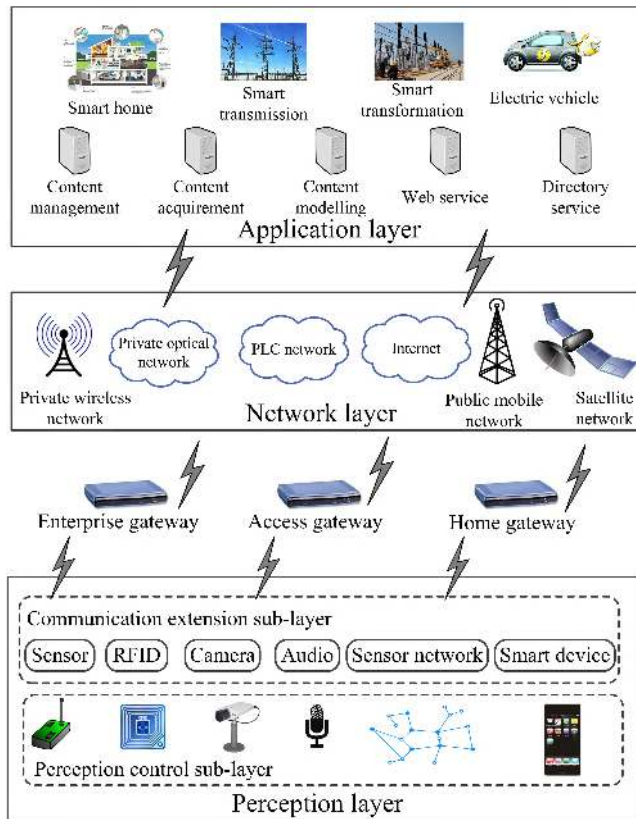 Smart home
Smart
transmission
Smart
transformation
Electric vehicle
Content
management
Content
acquirement
Content
modelling
Web service
Directory
service
Application layer
Private wireless
network
Private optical
network
PLC network
Internet
Public mobile
network
Satellite
network
Network layer
Enterprise gateway
Access gateway
Home gateway
Communication extension sub-layer
Sensor
RFID
Camera
Audio
Sensor network
Smart device
Perception control sub-layer
Perception layer